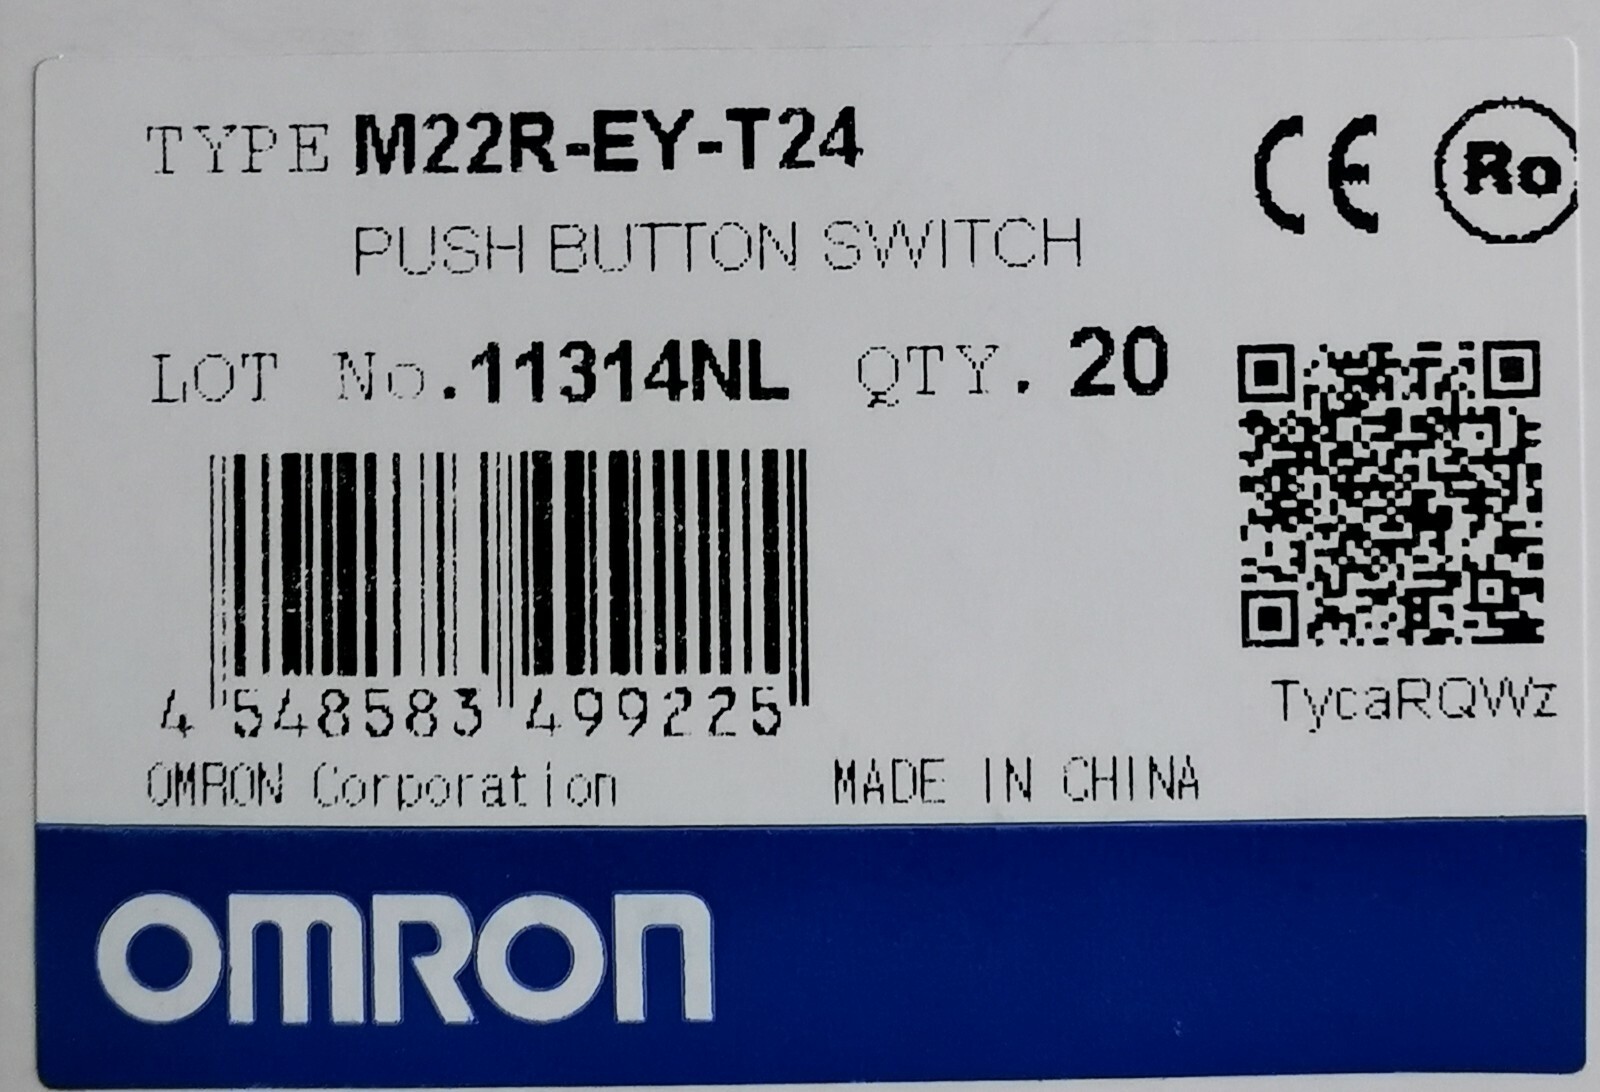 TYPE M22R-EY-T24
PUSH BUTTON SWITCH
CE Ro
LOT No.11314NL QTY. 20
4 548583 499225
TycaRQWz
OMRON Corporation MADE IN CHINA
OMRON